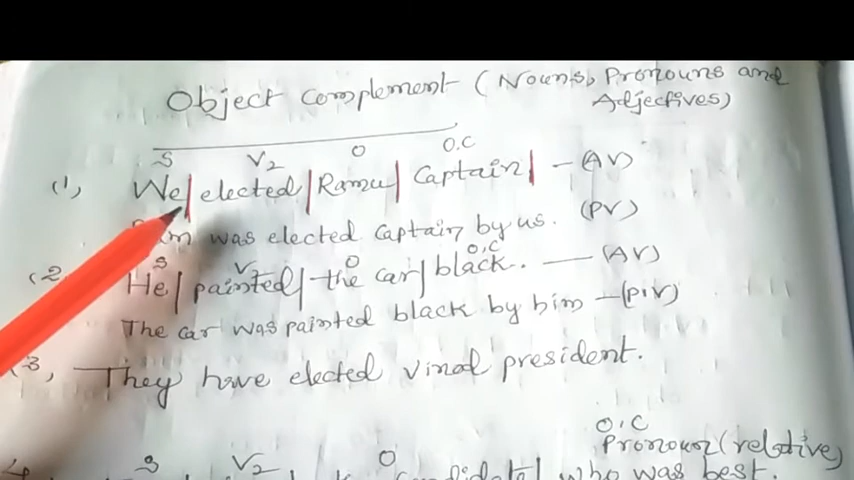 Object Complement (Nouns, Pronouns and
Adjectives)
S V2 O O.C
(1, We| elected |Ramu| Captain| - (AV)
was elected captain by us. (PV)
S V O O.C
(2 He| painted| the car| black. — (AV)
The car was painted black by him - (P.V)
(3, They have elected Vinod president.
O.C
Pronoun (relative)
S V2 O
who was best.